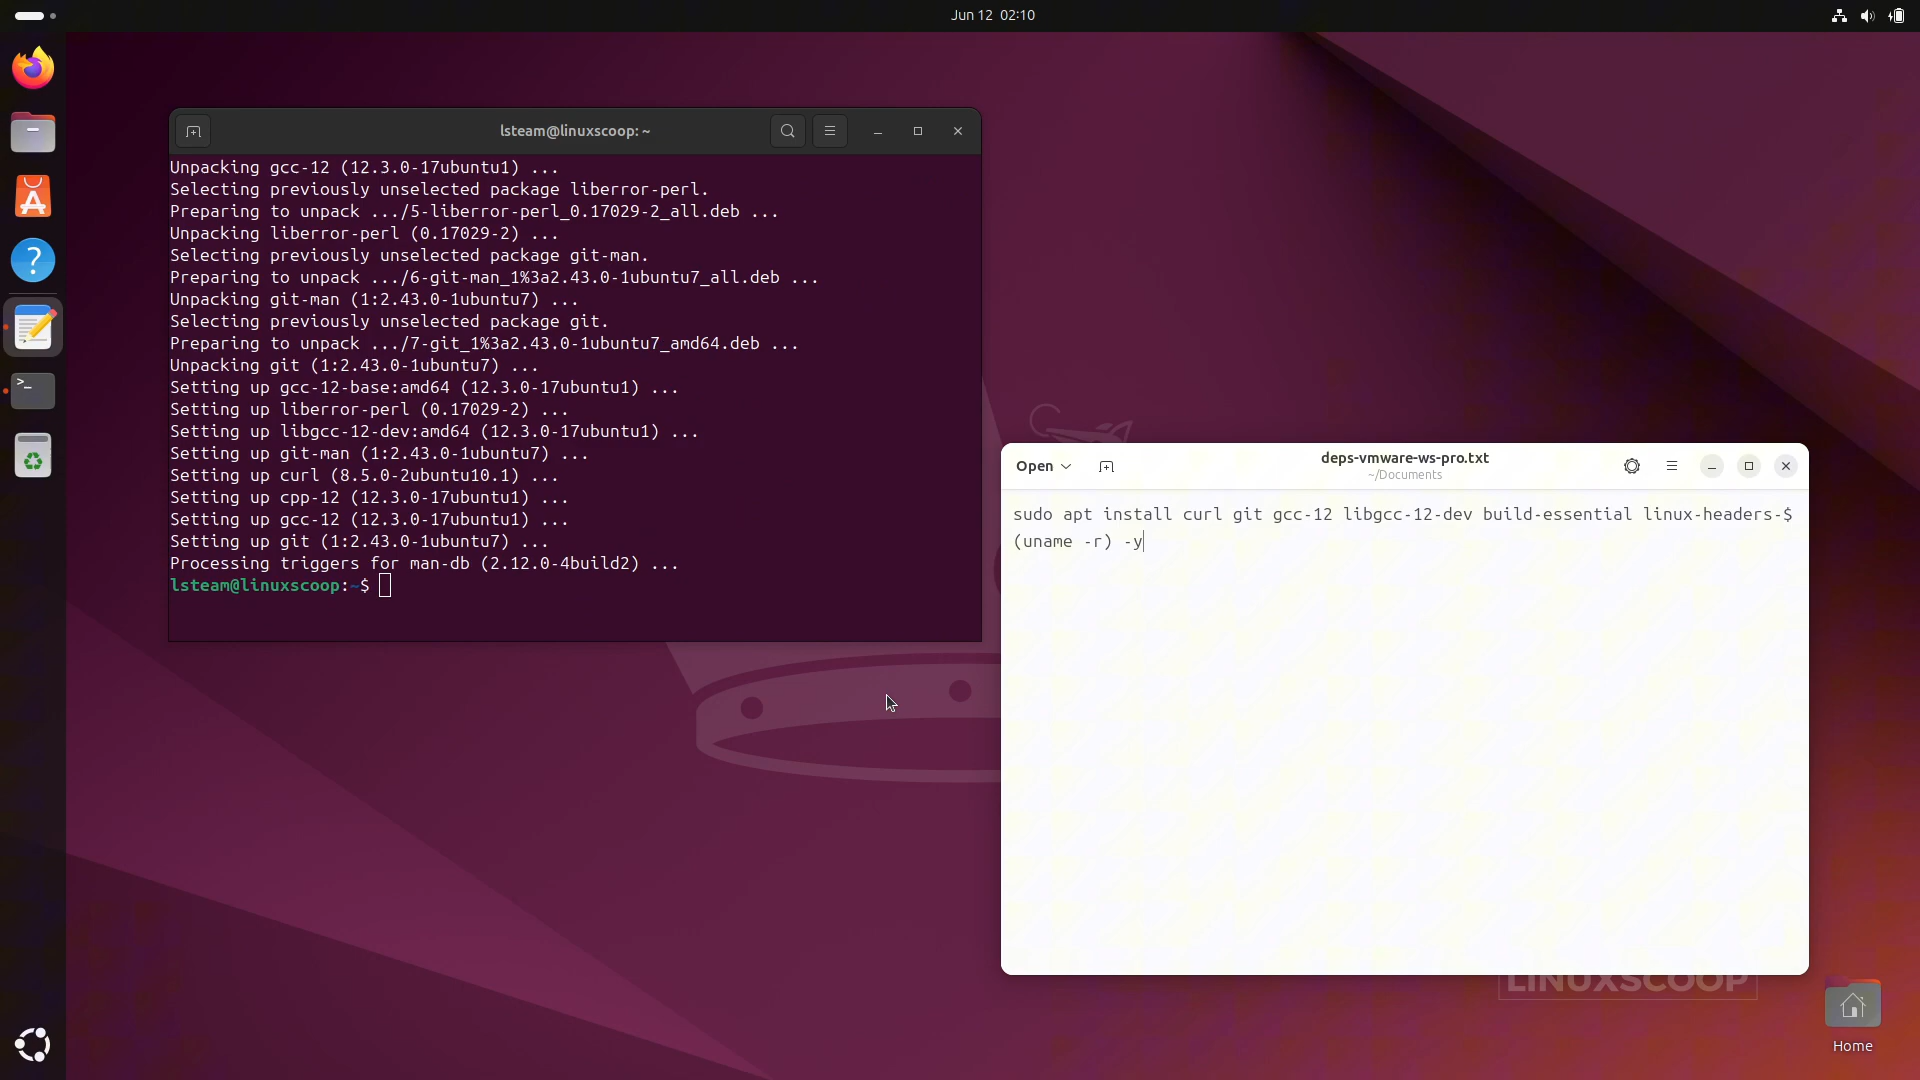 Jun 12 02:10
lsteam@linuxscoop: ~
Unpacking gcc-12 (12.3.0-17ubuntu1) ...
Selecting previously unselected package liberror-perl.
Preparing to unpack .../5-liberror-perl_0.17029-2_all.deb ...
Unpacking liberror-perl (0.17029-2) ...
Selecting previously unselected package git-man.
Preparing to unpack .../6-git-man_1%3a2.43.0-1ubuntu7_all.deb ...
Unpacking git-man (1:2.43.0-1ubuntu7) ...
Selecting previously unselected package git.
Preparing to unpack .../7-git_1%3a2.43.0-1ubuntu7_amd64.deb ...
Unpacking git (1:2.43.0-1ubuntu7) ...
Setting up gcc-12-base:amd64 (12.3.0-17ubuntu1) ...
Setting up liberror-perl (0.17029-2) ...
Setting up libgcc-12-dev:amd64 (12.3.0-17ubuntu1) ...
Setting up git-man (1:2.43.0-1ubuntu7) ...
Setting up curl (8.5.0-2ubuntu10.1) ...
Setting up cpp-12 (12.3.0-17ubuntu1) ...
Setting up gcc-12 (12.3.0-17ubuntu1) ...
Setting up git (1:2.43.0-1ubuntu7) ...
Processing triggers for man-db (2.12.0-4build2) ...
lsteam@linuxscoop:~$
Open
deps-vmware-ws-pro.txt
~/Documents
sudo apt install curl git gcc-12 libgcc-12-dev build-essential linux-headers-$
(uname -r) -y
LINUXSCOOP
Home